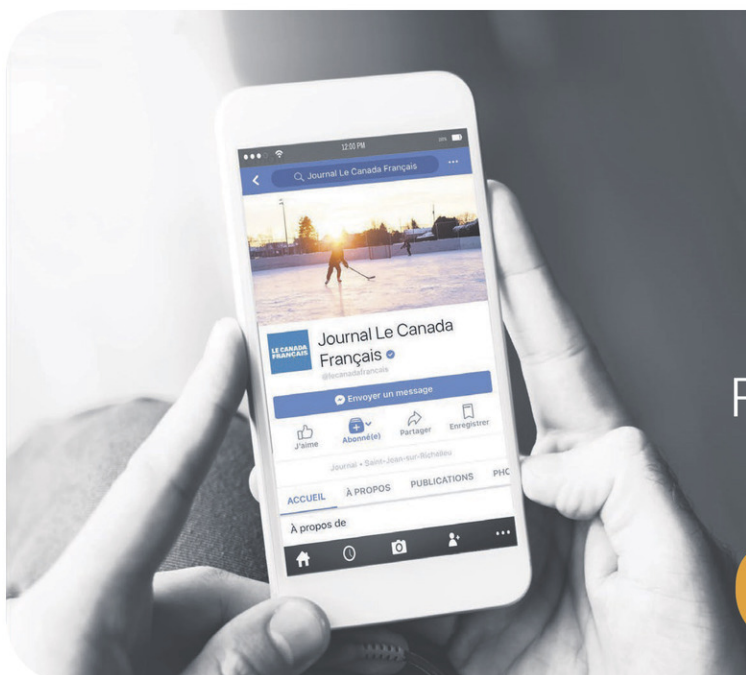 12:00 PM
Journal Le Canada Français
LE CANADA
FRANÇAIS
Journal Le Canada
Français
@lecanadafrancais
Envoyer un message
J'aime
Abonné(e)
Partager
Enregistrer
Journal • Saint-Jean-sur-Richelieu
ACCUEIL
À PROPOS
PUBLICATIONS
PHO
À propos de